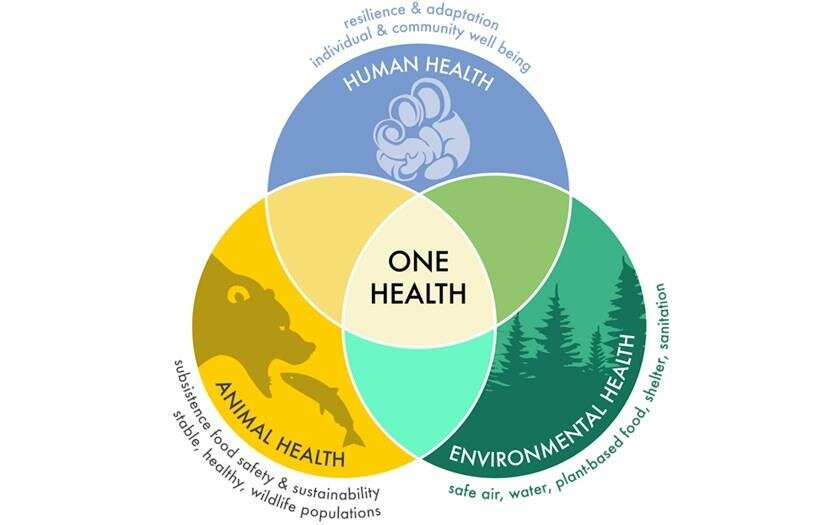 resilience & adaptation
individual & community well being
HUMAN HEALTH
ONE
HEALTH
ANIMAL HEALTH
subsistence food safety & sustainability
stable, healthy, wildlife populations
ENVIRONMENTAL HEALTH
safe air, water, plant-based food, shelter, sanitation